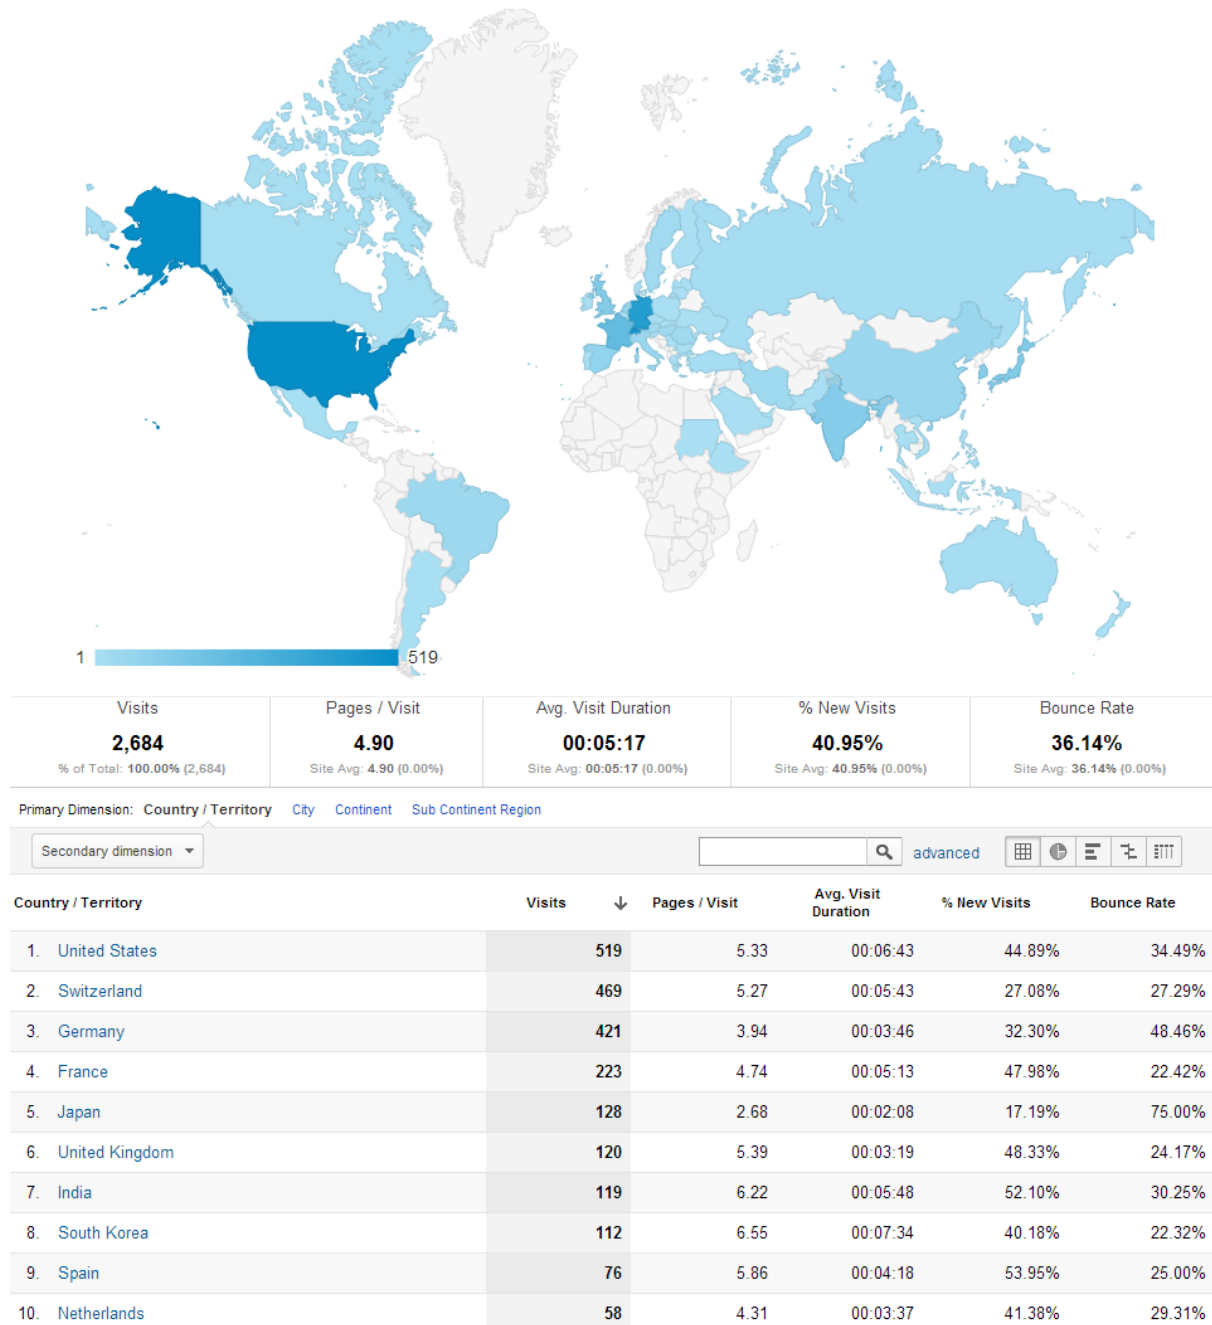 1 519
Visits Pages / Visit Avg. Visit Duration % New Visits Bounce Rate
2,684 4.90 00:05:17 40.95% 36.14%
% of Total: 100.00% (2,684) Site Avg: 4.90 (0.00%) Site Avg: 00:05:17 (0.00%) Site Avg: 40.95% (0.00%) Site Avg: 36.14% (0.00%)
Primary Dimension: Country / Territory City Continent Sub Continent Region
Secondary dimension advanced
Country / Territory Visits Pages / Visit Avg. Visit Duration % New Visits Bounce Rate
1. United States 519 5.33 00:06:43 44.89% 34.49%
2. Switzerland 469 5.27 00:05:43 27.08% 27.29%
3. Germany 421 3.94 00:03:46 32.30% 48.46%
4. France 223 4.74 00:05:13 47.98% 22.42%
5. Japan 128 2.68 00:02:08 17.19% 75.00%
6. United Kingdom 120 5.39 00:03:19 48.33% 24.17%
7. India 119 6.22 00:05:48 52.10% 30.25%
8. South Korea 112 6.55 00:07:34 40.18% 22.32%
9. Spain 76 5.86 00:04:18 53.95% 25.00%
10. Netherlands 58 4.31 00:03:37 41.38% 29.31%